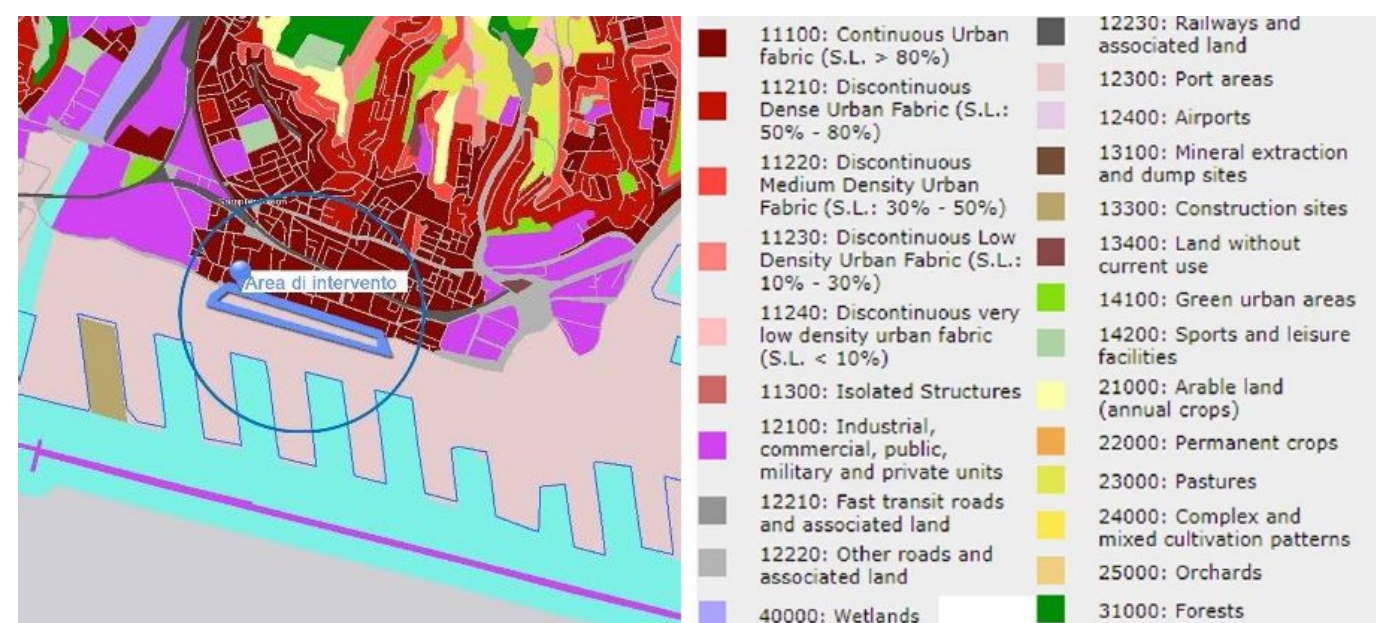 Area di intervento
11100: Continuous Urban
fabric (S.L. > 80%)
11210: Discontinuous
Dense Urban Fabric (S.L.:
50% - 80%)
11220: Discontinuous
Medium Density Urban
Fabric (S.L.: 30% - 50%)
11230: Discontinuous Low
Density Urban Fabric (S.L.:
10% - 30%)
11240: Discontinuous very
low density urban fabric
(S.L. < 10%)
11300: Isolated Structures
12100: Industrial,
commercial, public,
military and private units
12210: Fast transit roads
and associated land
12220: Other roads and
associated land
40000: Wetlands
12230: Railways and
associated land
12300: Port areas
12400: Airports
13100: Mineral extraction
and dump sites
13300: Construction sites
13400: Land without
current use
14100: Green urban areas
14200: Sports and leisure
facilities
21000: Arable land
(annual crops)
22000: Permanent crops
23000: Pastures
24000: Complex and
mixed cultivation patterns
25000: Orchards
31000: Forests